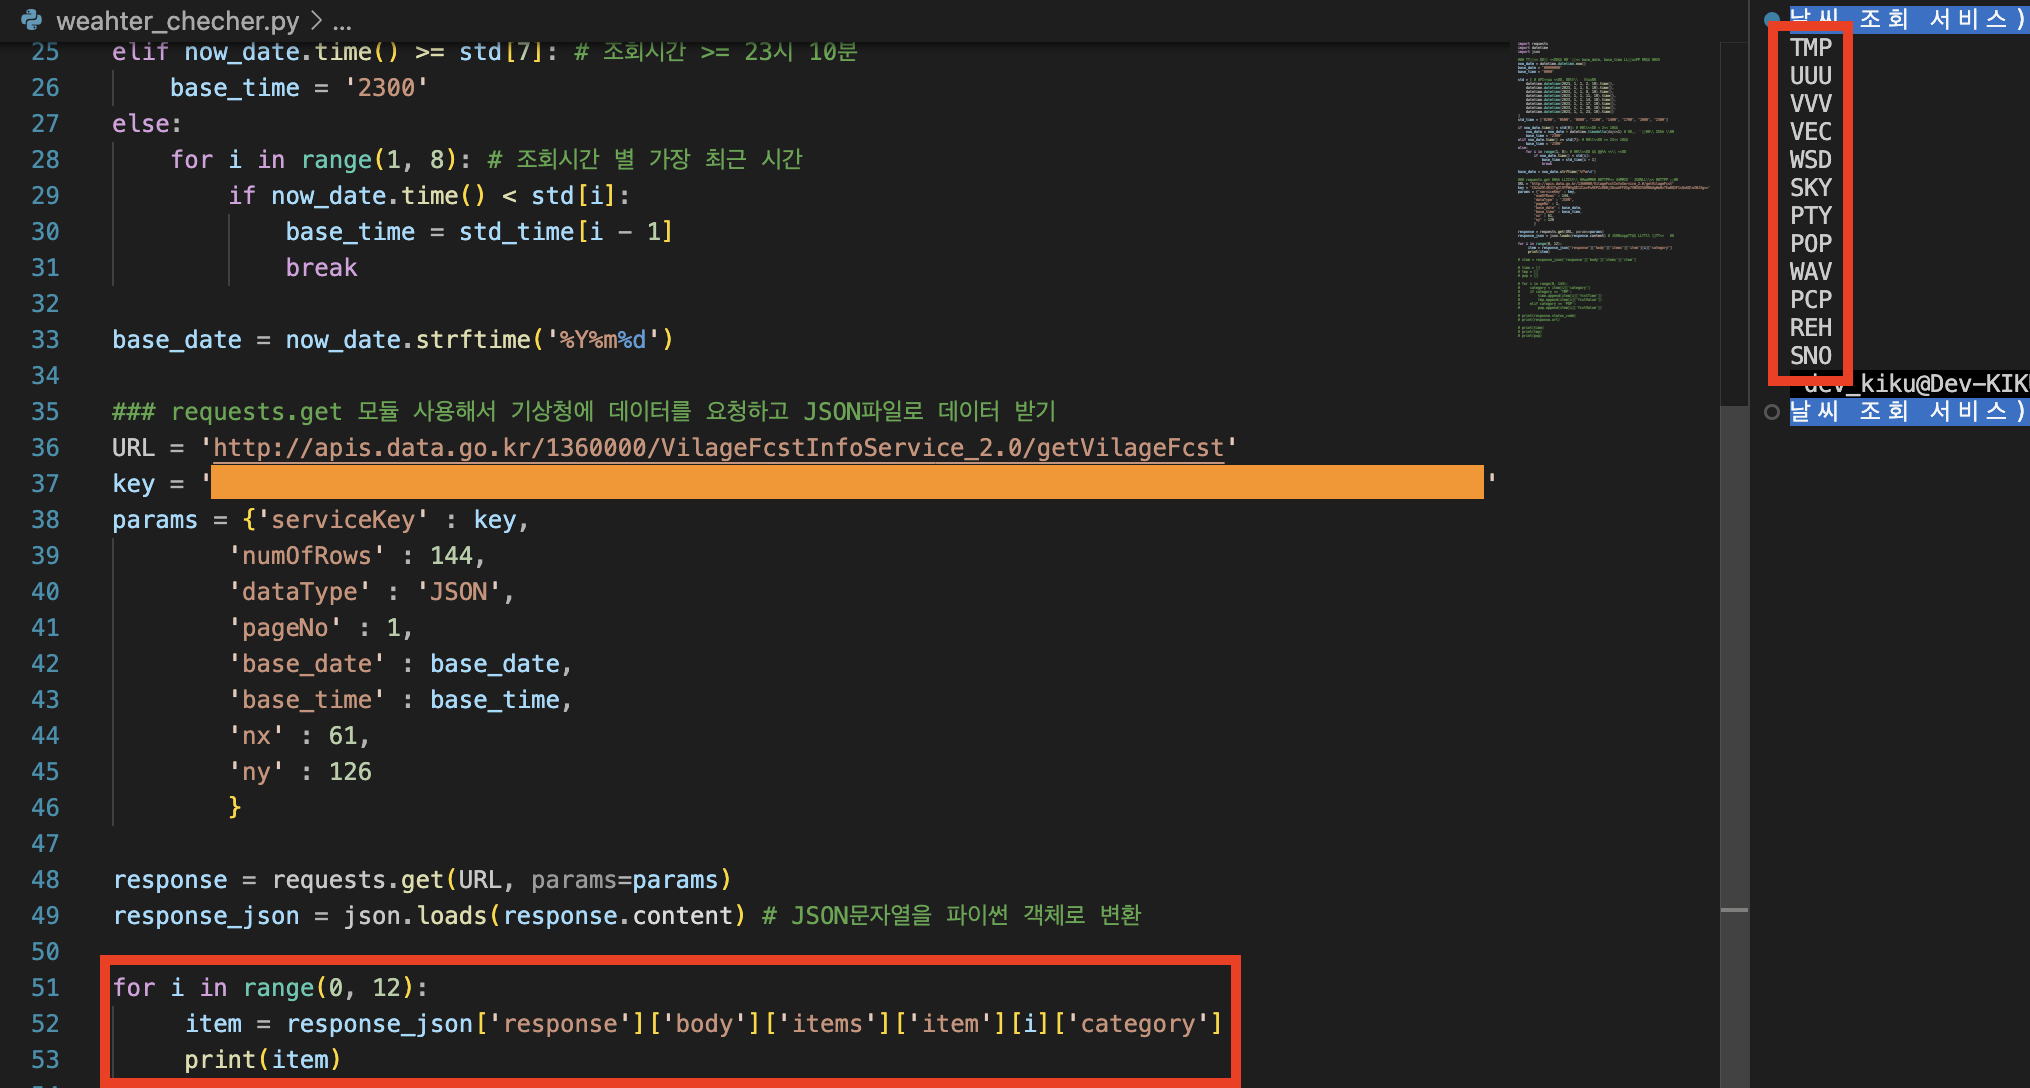 weahter_checher.py > ...
25 elif now_date.time() >= std[7]: # 조회시간 >= 23시 10분
26 base_time = '2300'
27 else:
28 for i in range(1, 8): # 조회시간 별 가장 최근 시간
29 if now_date.time() < std[i]:
30 base_time = std_time[i - 1]
31 break
32
33 base_date = now_date.strftime('%Y%m%d')
34
35 ### requests.get 모듈 사용해서 기상청에 데이터를 요청하고 JSON파일로 데이터 받기
36 URL = 'http://apis.data.go.kr/1360000/VilageFcstInfoService_2.0/getVilageFcst'
37 key = ' '
38 params = {'serviceKey' : key,
39 'numOfRows' : 144,
40 'dataType' : 'JSON',
41 'pageNo' : 1,
42 'base_date' : base_date,
43 'base_time' : base_time,
44 'nx' : 61,
45 'ny' : 126
46 }
47
48 response = requests.get(URL, params=params)
49 response_json = json.loads(response.content) # JSON문자열을 파이썬 객체로 변환
50
51 for i in range(0, 12):
52 item = response_json['response']['body']['items']['item'][i]['category']
53 print(item)
날씨 조회 서비스)
TMP
UUU
VVV
VEC
WSD
SKY
PTY
POP
WAV
PCP
REH
SNO
dev_kiku@Dev-KIK
날씨 조회 서비스)